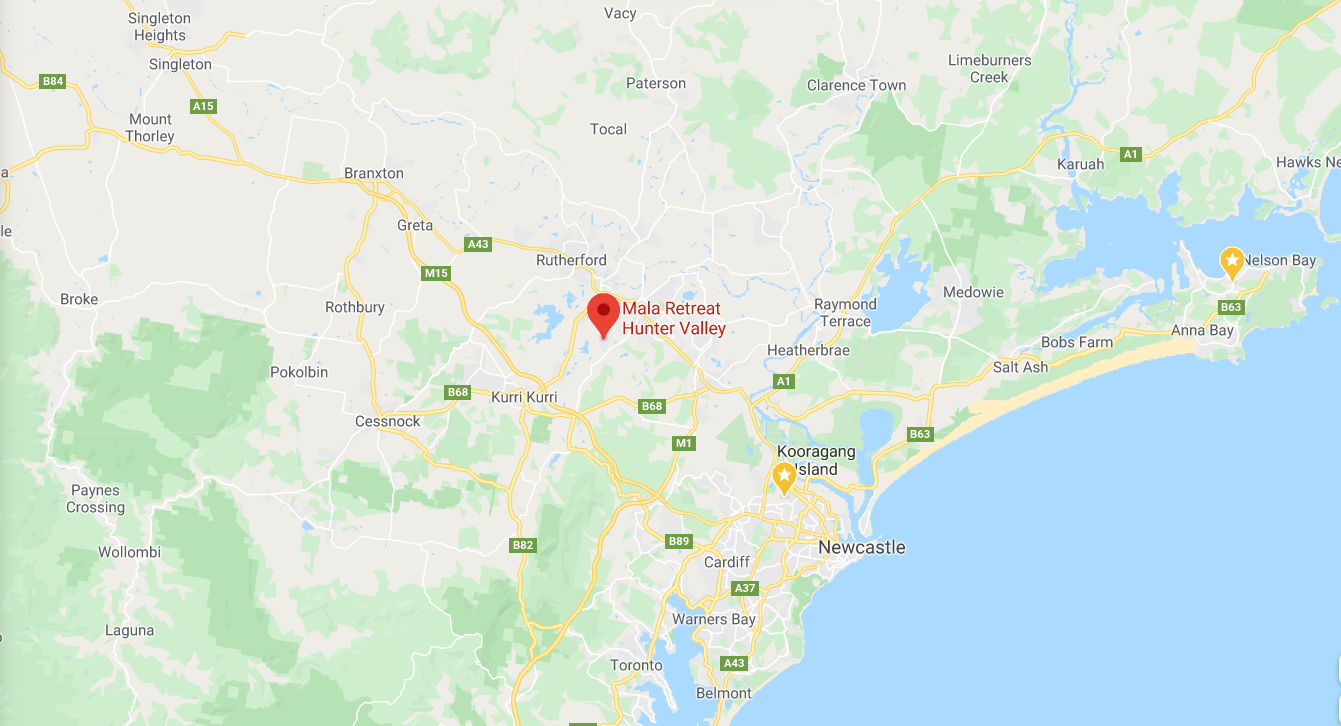 Singleton
Heights
Vacy
Singleton
Limeburners
Creek
B84
Paterson
Clarence Town
A15
Mount
Thorley
Tocal
A1
Karuah
Hawks Ne
a
Branxton
Greta
le
A43
Rutherford
Nelson Bay
M15
Broke
Rothbury
Mala Retreat
Hunter Valley
Raymond
Terrace
Medowie
B63
Anna Bay
Bobs Farm
Heatherbrae
Salt Ash
Pokolbin
A1
B68
Kurri Kurri
B68
Cessnock
B63
M1
Kooragang
Island
Paynes
Crossing
B82
B89
Newcastle
Wollombi
Cardiff
A37
Warners Bay
Laguna
Toronto
A43
Belmont